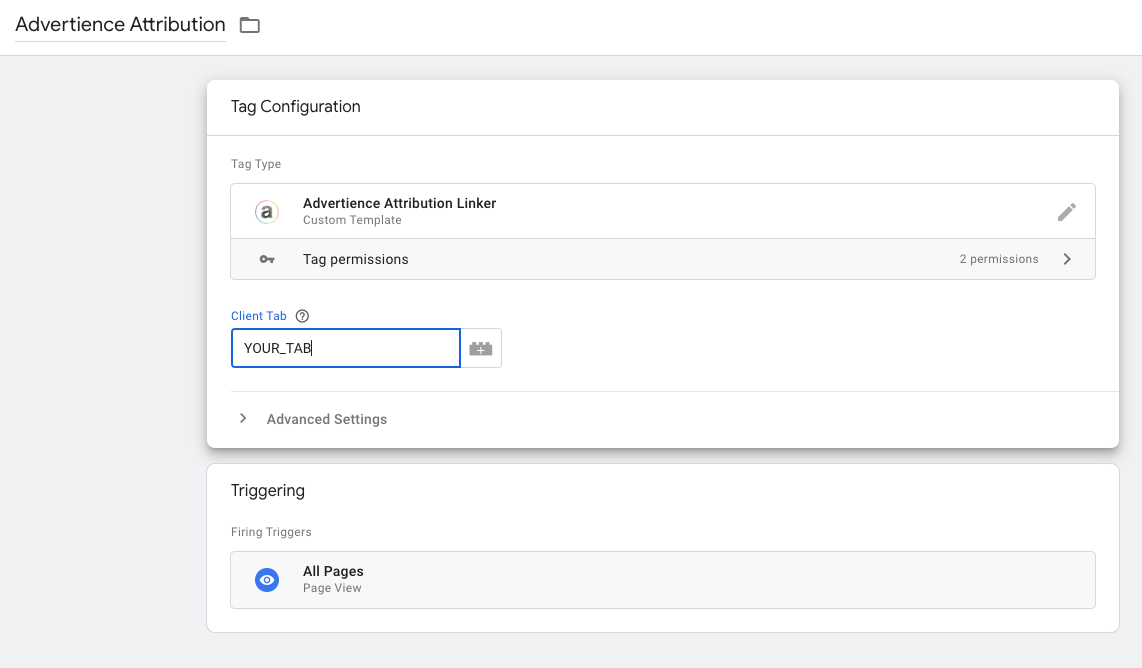 Advertience Attribution
Tag Configuration
Tag Type
a
Advertience Attribution Linker
Custom Template
Tag permissions
2 permissions
Client Tab
YOUR_TAB
Advanced Settings
Triggering
Firing Triggers
All Pages
Page View